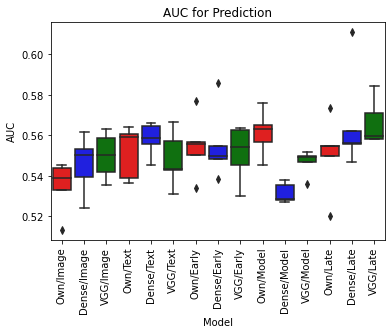 AUC for Prediction
AUC
0.60
0.58
0.56
0.54
0.52
Own/Image
Dense/Image
VGG/Image
Own/Text
Dense/Text
VGG/Text
Own/Early
Dense/Early
VGG/Early
Own/Model
Dense/Model
VGG/Model
Own/Late
Dense/Late
VGG/Late
Model